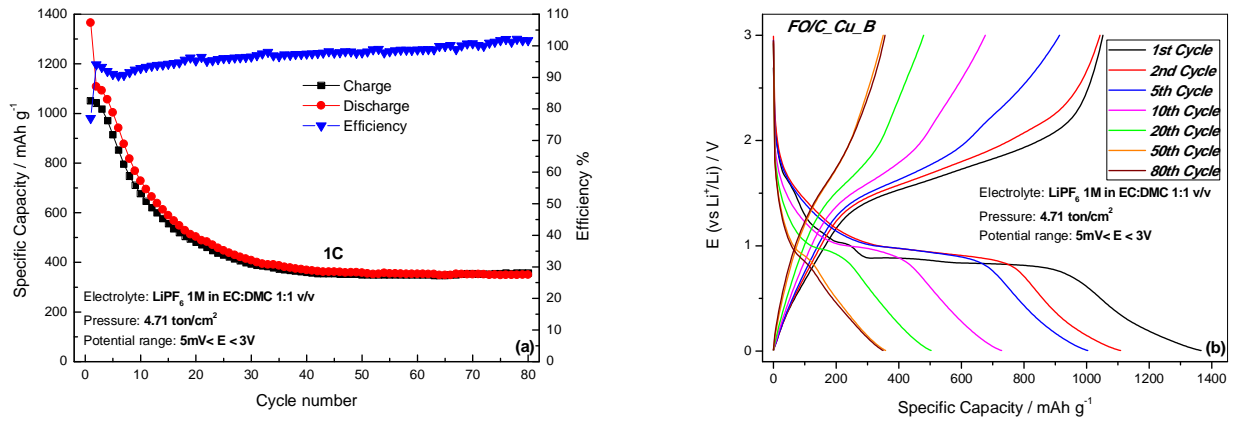 1400
1200
1000
800
600
400
200
0
Specific Capacity / mAh g⁻¹
110
100
90
80
70
60
50
40
30
20
10
0
Efficiency %
Charge
Discharge
Efficiency
1C
Electrolyte: LiPF₆ 1M in EC:DMC 1:1 v/v
Pressure: 4.71 ton/cm²
Potential range: 5mV< E < 3V
(a)
0 10 20 30 40 50 60 70 80
Cycle number
FO/C_Cu_B
3
2
1
0
E (vs Li⁺/Li) / V
1st Cycle
2nd Cycle
5th Cycle
10th Cycle
20th Cycle
50th Cycle
80th Cycle
Electrolyte: LiPF₆ 1M in EC:DMC 1:1 v/v
Pressure: 4.71 ton/cm²
Potential range: 5mV< E < 3V
(b)
0 200 400 600 800 1000 1200 1400
Specific Capacity / mAh g⁻¹